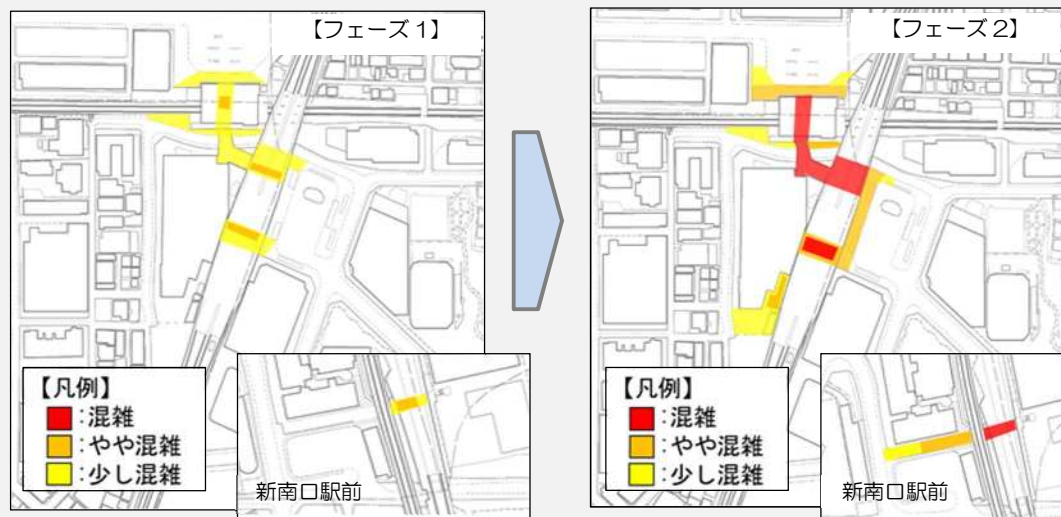 【フェーズ1】
【凡例】
:混雑
:やや混雑
:少し混雑
新南口駅前
【フェーズ2】
【凡例】
:混雑
:やや混雑
:少し混雑
新南口駅前